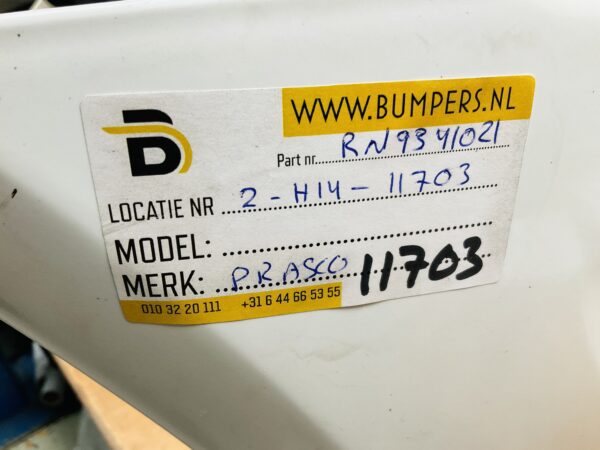 WWW.BUMPERS.NL
Part nr. RN9341021
LOCATIE NR 2-H14-11703
MODEL:
MERK: PRASCO 11703
010 32 20 111 +31 6 44 66 53 55